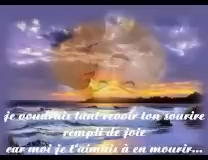 je voudrais tant revoir ton sourire
rempli de joie
car moi je t'aimais à en mourir...